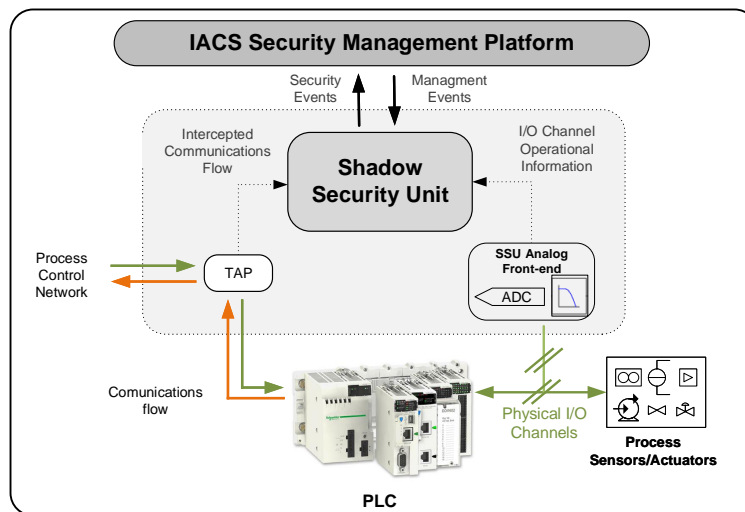 IACS Security Management Platform
Security
Events
Managment
Events
Intercepted
Communications
Flow
I/O Channel
Operational
Information
Shadow
Security Unit
Process
Control
Network
TAP
SSU Analog
Front-end
ADC
Comunications
flow
Physical I/O
Channels
Process
Sensors/Actuators
PLC